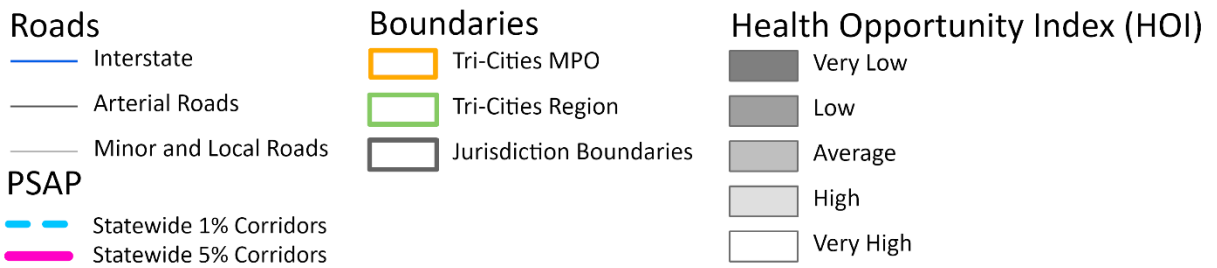 Roads
Interstate
Arterial Roads
Minor and Local Roads
PSAP
Statewide 1% Corridors
Statewide 5% Corridors
Boundaries
Tri-Cities MPO
Tri-Cities Region
Jurisdiction Boundaries
Health Opportunity Index (HOI)
Very Low
Low
Average
High
Very High